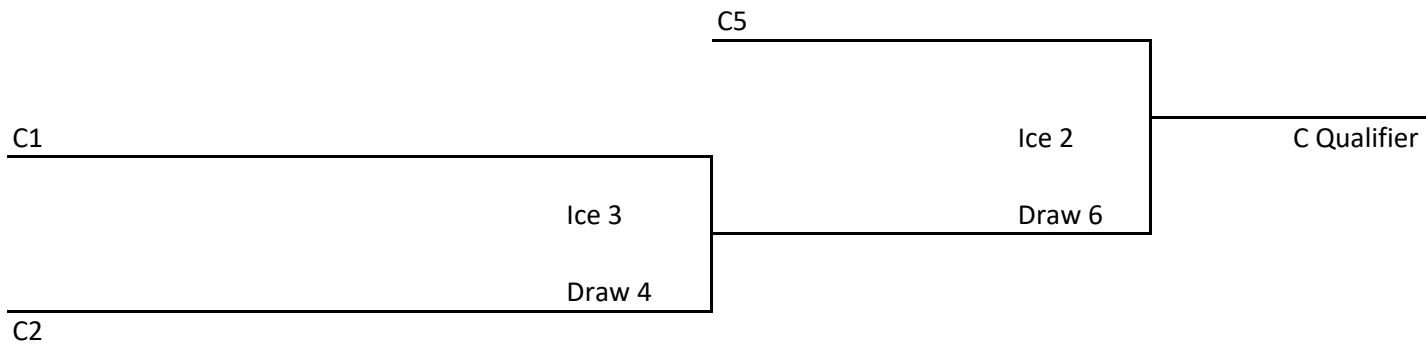 C5
C1
Ice 2
C Qualifier
Ice 3
Draw 6
Draw 4
C2